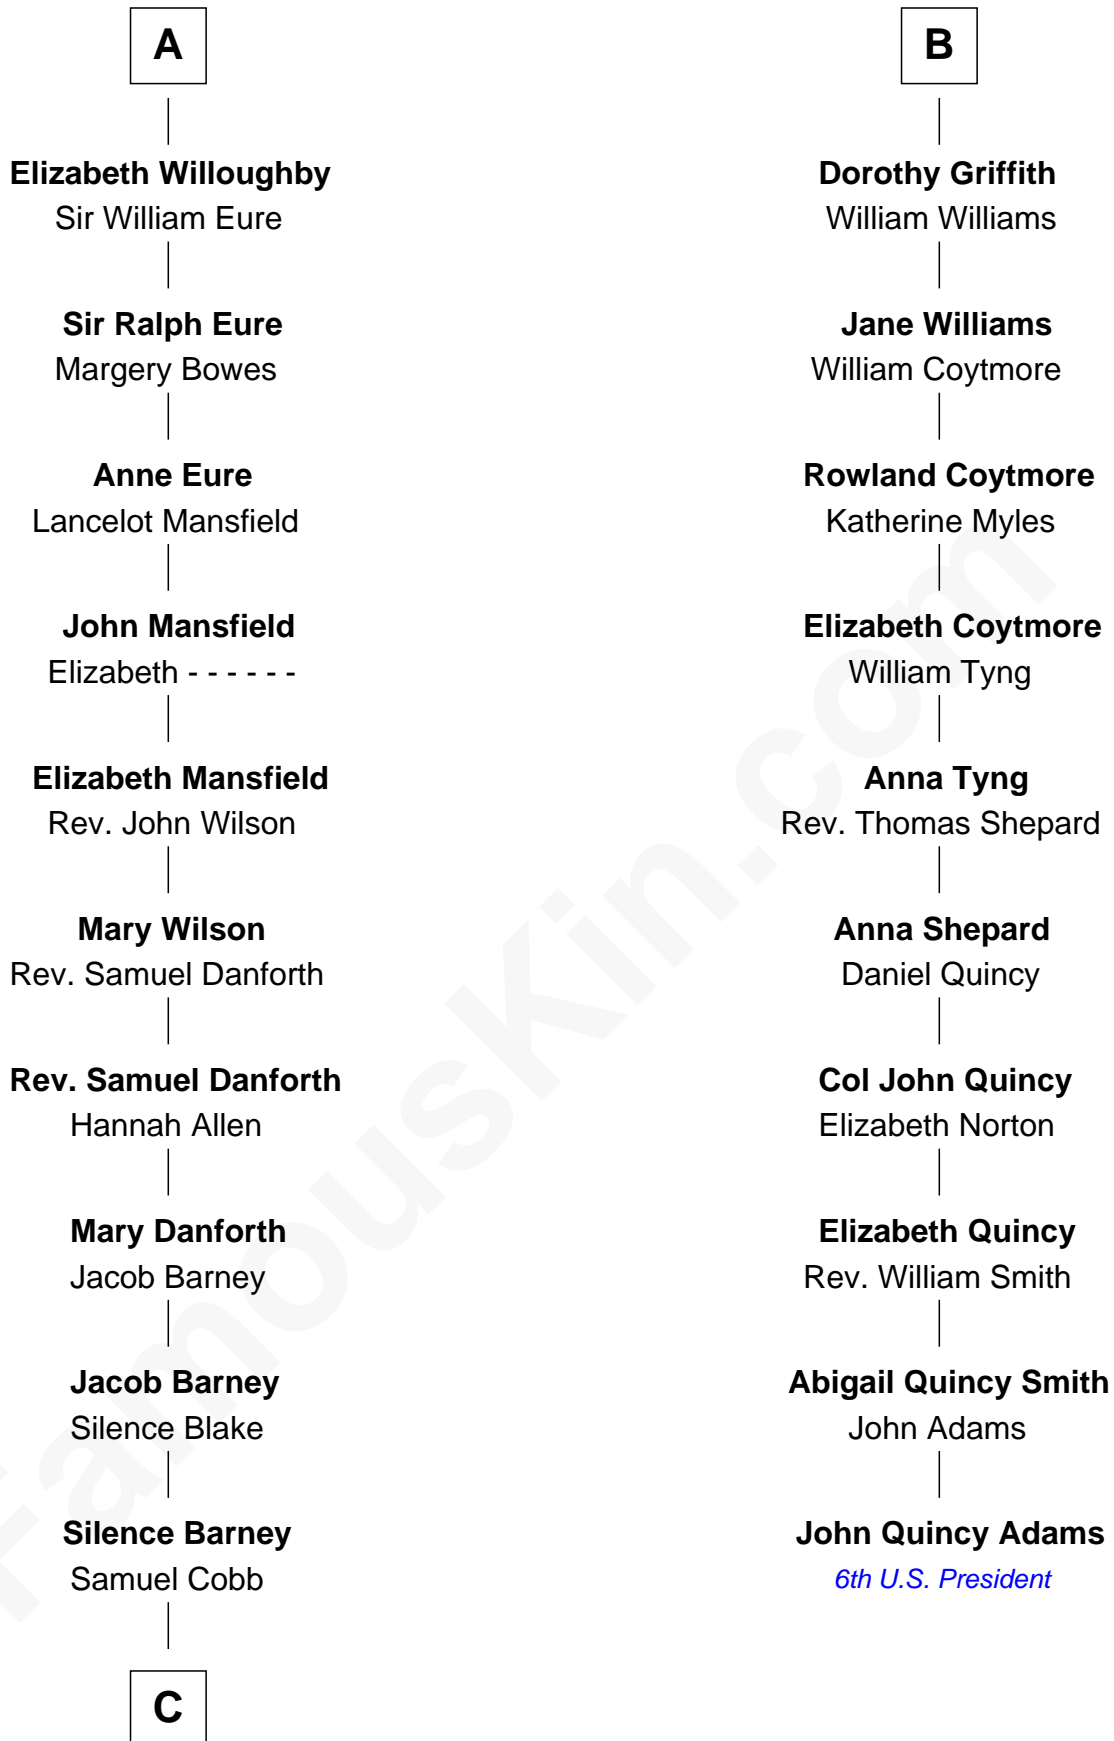 A
Elizabeth Willoughby
Sir William Eure
Sir Ralph Eure
Margery Bowes
Anne Eure
Lancelot Mansfield
John Mansfield
Elizabeth - - - - - -
Elizabeth Mansfield
Rev. John Wilson
Mary Wilson
Rev. Samuel Danforth
Rev. Samuel Danforth
Hannah Allen
Mary Danforth
Jacob Barney
Jacob Barney
Silence Blake
Silence Barney
Samuel Cobb
C
B
Dorothy Griffith
William Williams
Jane Williams
William Coytmore
Rowland Coytmore
Katherine Myles
Elizabeth Coytmore
William Tyng
Anna Tyng
Rev. Thomas Shepard
Anna Shepard
Daniel Quincy
Col John Quincy
Elizabeth Norton
Elizabeth Quincy
Rev. William Smith
Abigail Quincy Smith
John Adams
John Quincy Adams
6th U.S. President
FamousKin.com